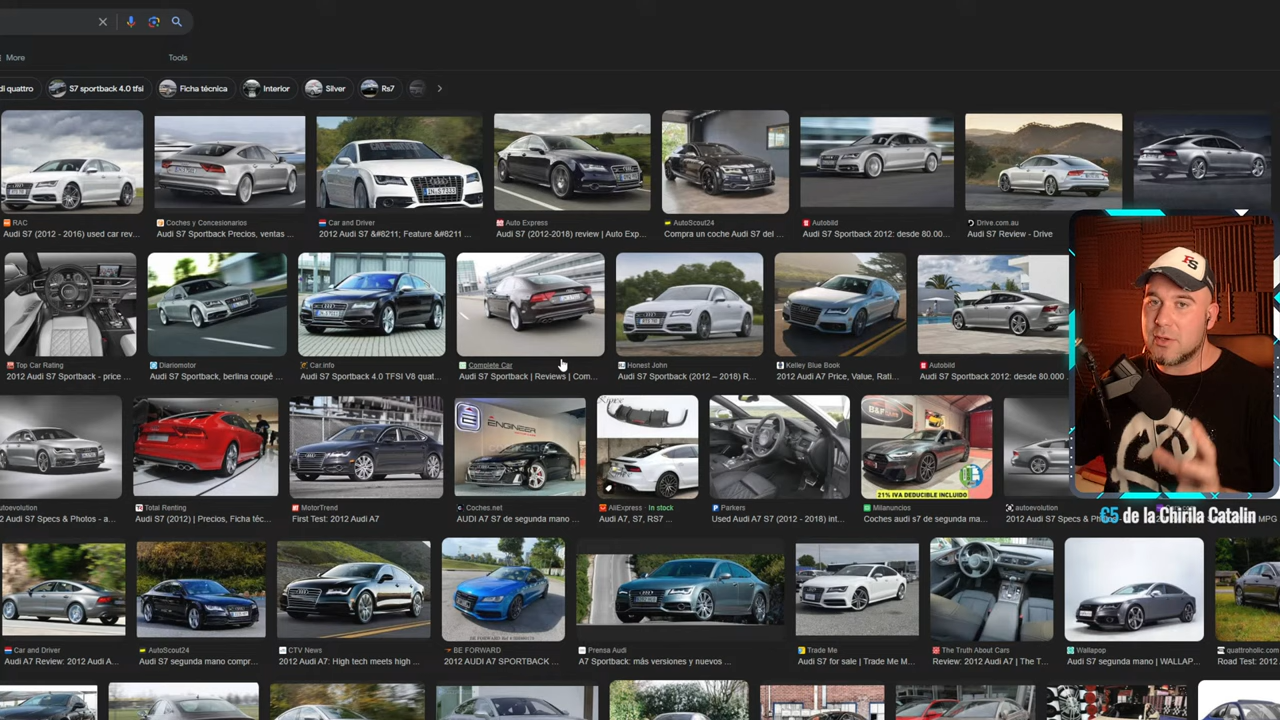 More
Tools
di quattro
S7 sportback 4.0 tfsi
Ficha técnica
Interior
Silver
Rs7
RAC
Audi S7 (2012 - 2016) used car rev...
Coches y Concesionarios
Audi S7 Sportback Precios, ventas ...
Car and Driver
2012 Audi S7 &#8211; Feature &#8211; ...
Auto Express
Audi S7 (2012-2018) review | Auto Exp...
AutoScout24
Compra un coche Audi S7 del ...
Autobild
Audi S7 Sportback 2012: desde 80.000 ...
Drive.com.au
Audi S7 Review - Drive
Top Car Rating
2012 Audi S7 Sportback - price ...
Diariomotor
Audi S7 Sportback, berlina coupé ...
Car.info
Audi S7 Sportback 4.0 TFSI V8 quat...
Complete Car
Audi S7 Sportback | Reviews | Com...
Honest John
Audi S7 Sportback (2012 – 2018) R...
Kelley Blue Book
2012 Audi A7 Price, Value, Rati...
Autobild
Audi S7 Sportback 2012: desde 80.000
ENGINEER
21% IVA DEDUCIBLE INCLUIDO
autoevolution
2 Audi S7 Specs & Photos - a...
Total Renting
Audi S7 (2012) | Precios, Ficha téc...
MotorTrend
First Test: 2012 Audi A7
Coches.net
AUDI A7 S7 de segunda mano ...
AliExpress · In stock
Audi A7, S7, RS7 ...
Parkers
Used Audi A7 S7 (2012 - 2018) int...
Milanuncios
Coches audi s7 de segunda ma...
autoevolution
2012 Audi S7 Specs & Ph
MPG
€5 de la Chirila Catalin
Car and Driver
Audi A7 Review: 2012 Audi A...
AutoScout24
Audi S7 segunda mano compr...
CTV News
2012 Audi A7: High tech meets high ...
BE FORWARD
2012 AUDI A7 SPORTBACK ...
Prensa Audi
A7 Sportback: más versiones y nuevos ...
Trade Me
Audi S7 for sale | Trade Me M...
The Truth About Cars
Review: 2012 Audi A7 | The T...
Wallapop
Audi S7 segunda mano | WALLAP...
quattroholic.com
Road Test: 2012